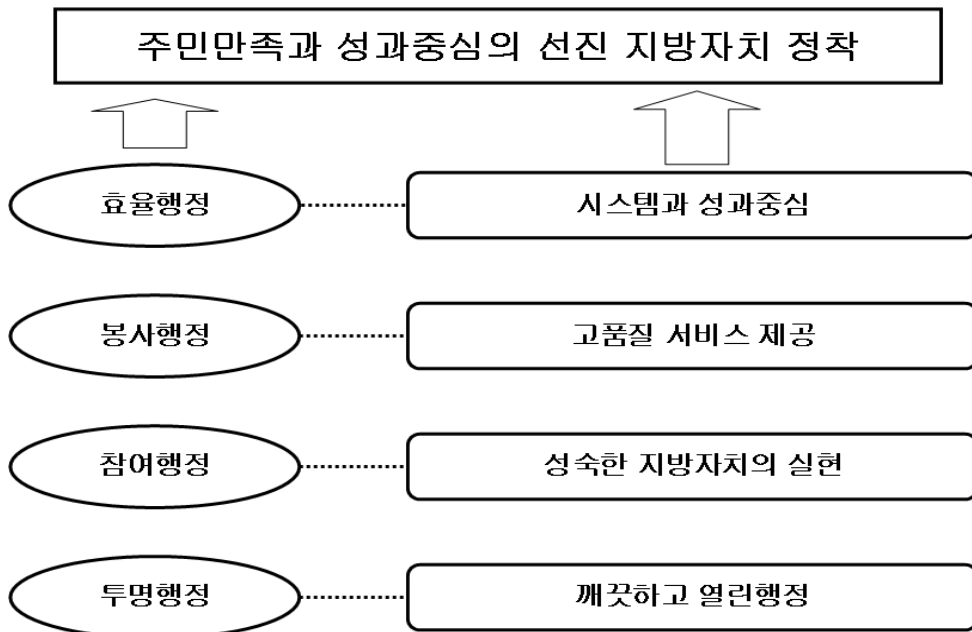 주민만족과 성과중심의 선진 지방자치 정착
효율행정
시스템과 성과중심
봉사행정
고품질 서비스 제공
참여행정
성숙한 지방자치의 실현
투명행정
깨끗하고 열린행정